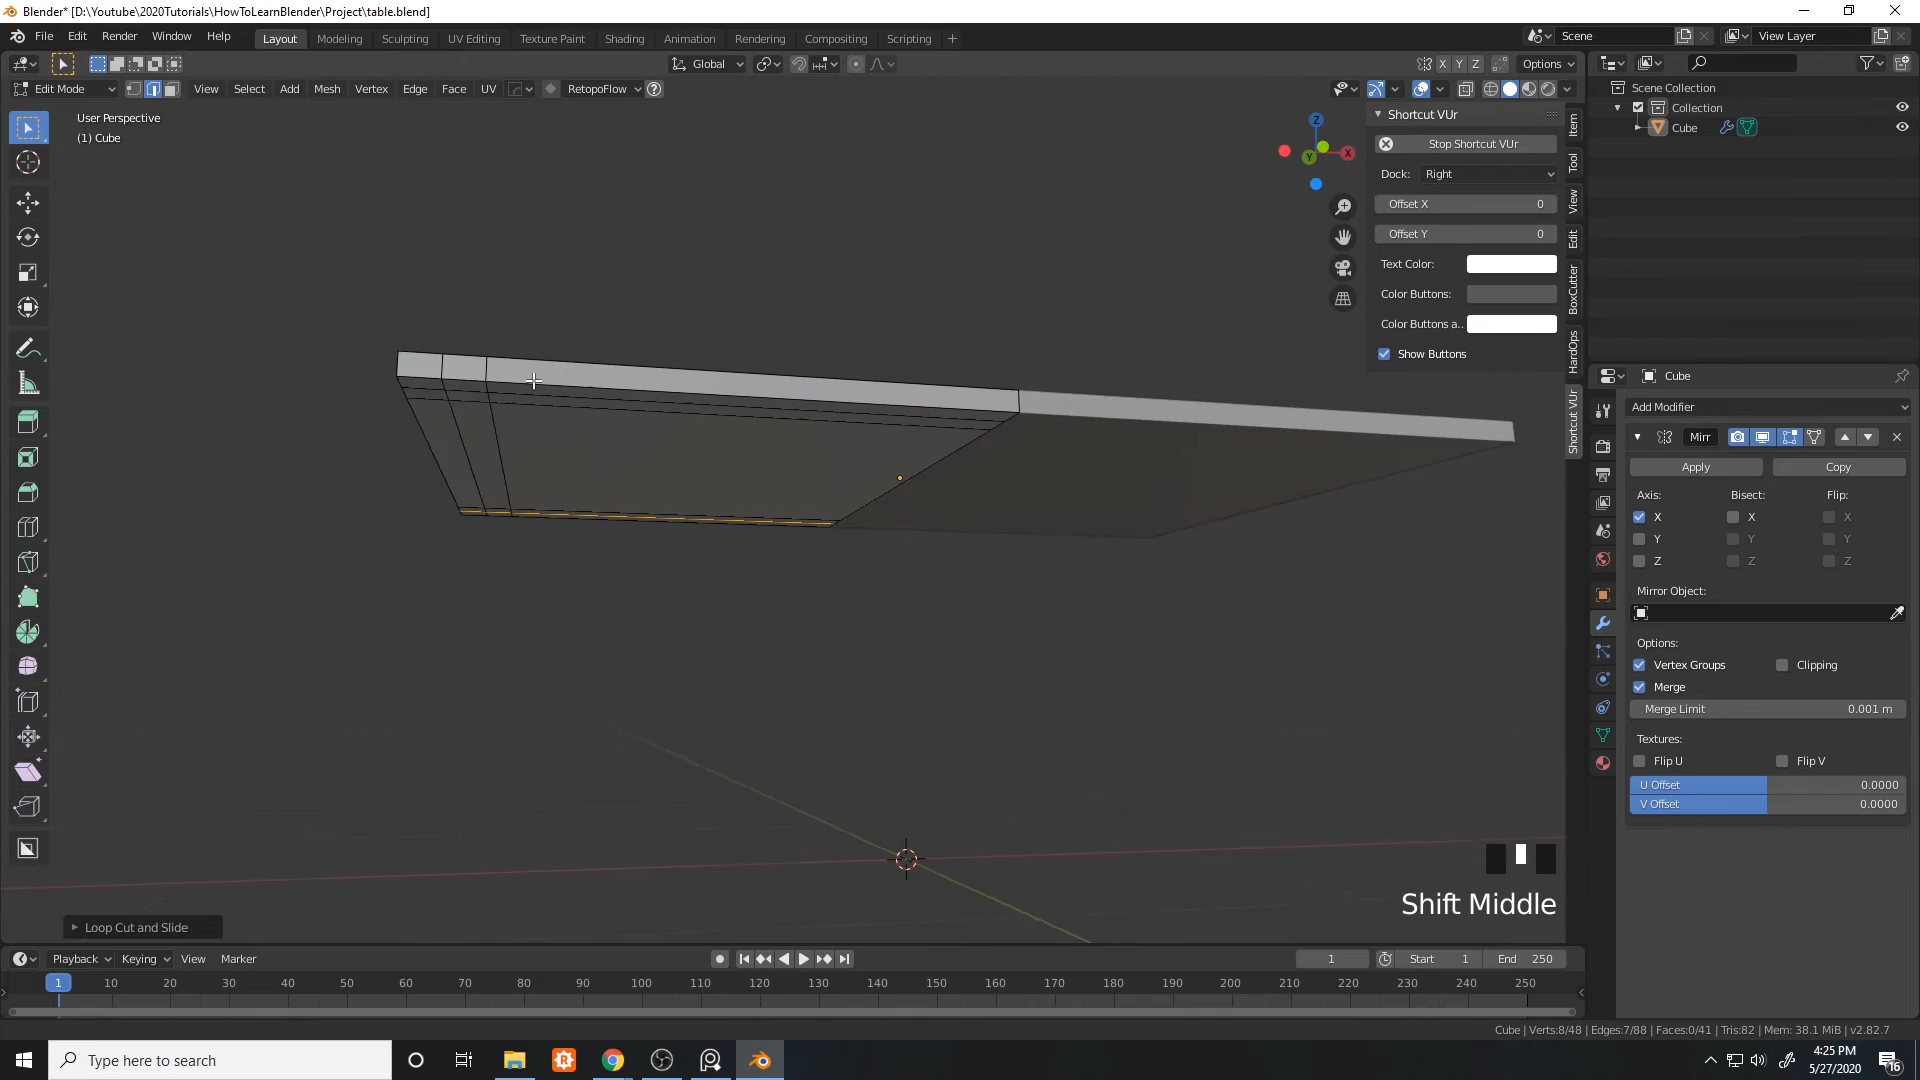 Blender* [D:\Youtube\2020Tutorials\HowToLearnBlender\Project\table.blend]
File Edit Render Window Help Layout Modeling Sculpting UV Editing Texture Paint Shading Animation Rendering Compositing Scripting + Scene View Layer
Global X Y Z Options
Edit Mode View Select Add Mesh Vertex Edge Face UV RetopoFlow ?
User Perspective
(1) Cube
Z
X
Y
Shortcut VUr
Stop Shortcut VUr
Dock: Right
Offset X 0
Offset Y 0
Text Color:
Color Buttons:
Color Buttons a..
Show Buttons
Item
Tool
View
Edit
BoxCutter
HardOps
Shortcut VUr
Scene Collection
Collection
Cube
Cube
Add Modifier
Mirr
Apply Copy
Axis: Bisect: Flip:
X X X
Y Y Y
Z Z Z
Mirror Object:
Options:
Vertex Groups Clipping
Merge
Merge Limit 0.001 m
Textures:
Flip U Flip V
U Offset 0.0000
V Offset 0.0000
Shift Middle
Loop Cut and Slide
Playback Keying View Marker 1 Start 1 End 250
1 10 20 30 40 50 60 70 80 90 100 110 120 130 140 150 160 170 180 190 200 210 220 230 240 250
Cube | Verts:8/48 | Edges:7/88 | Faces:0/41 | Tris:82 | Mem: 38.1 MiB | v2.82.7
Type here to search
4:25 PM
5/27/2020
16